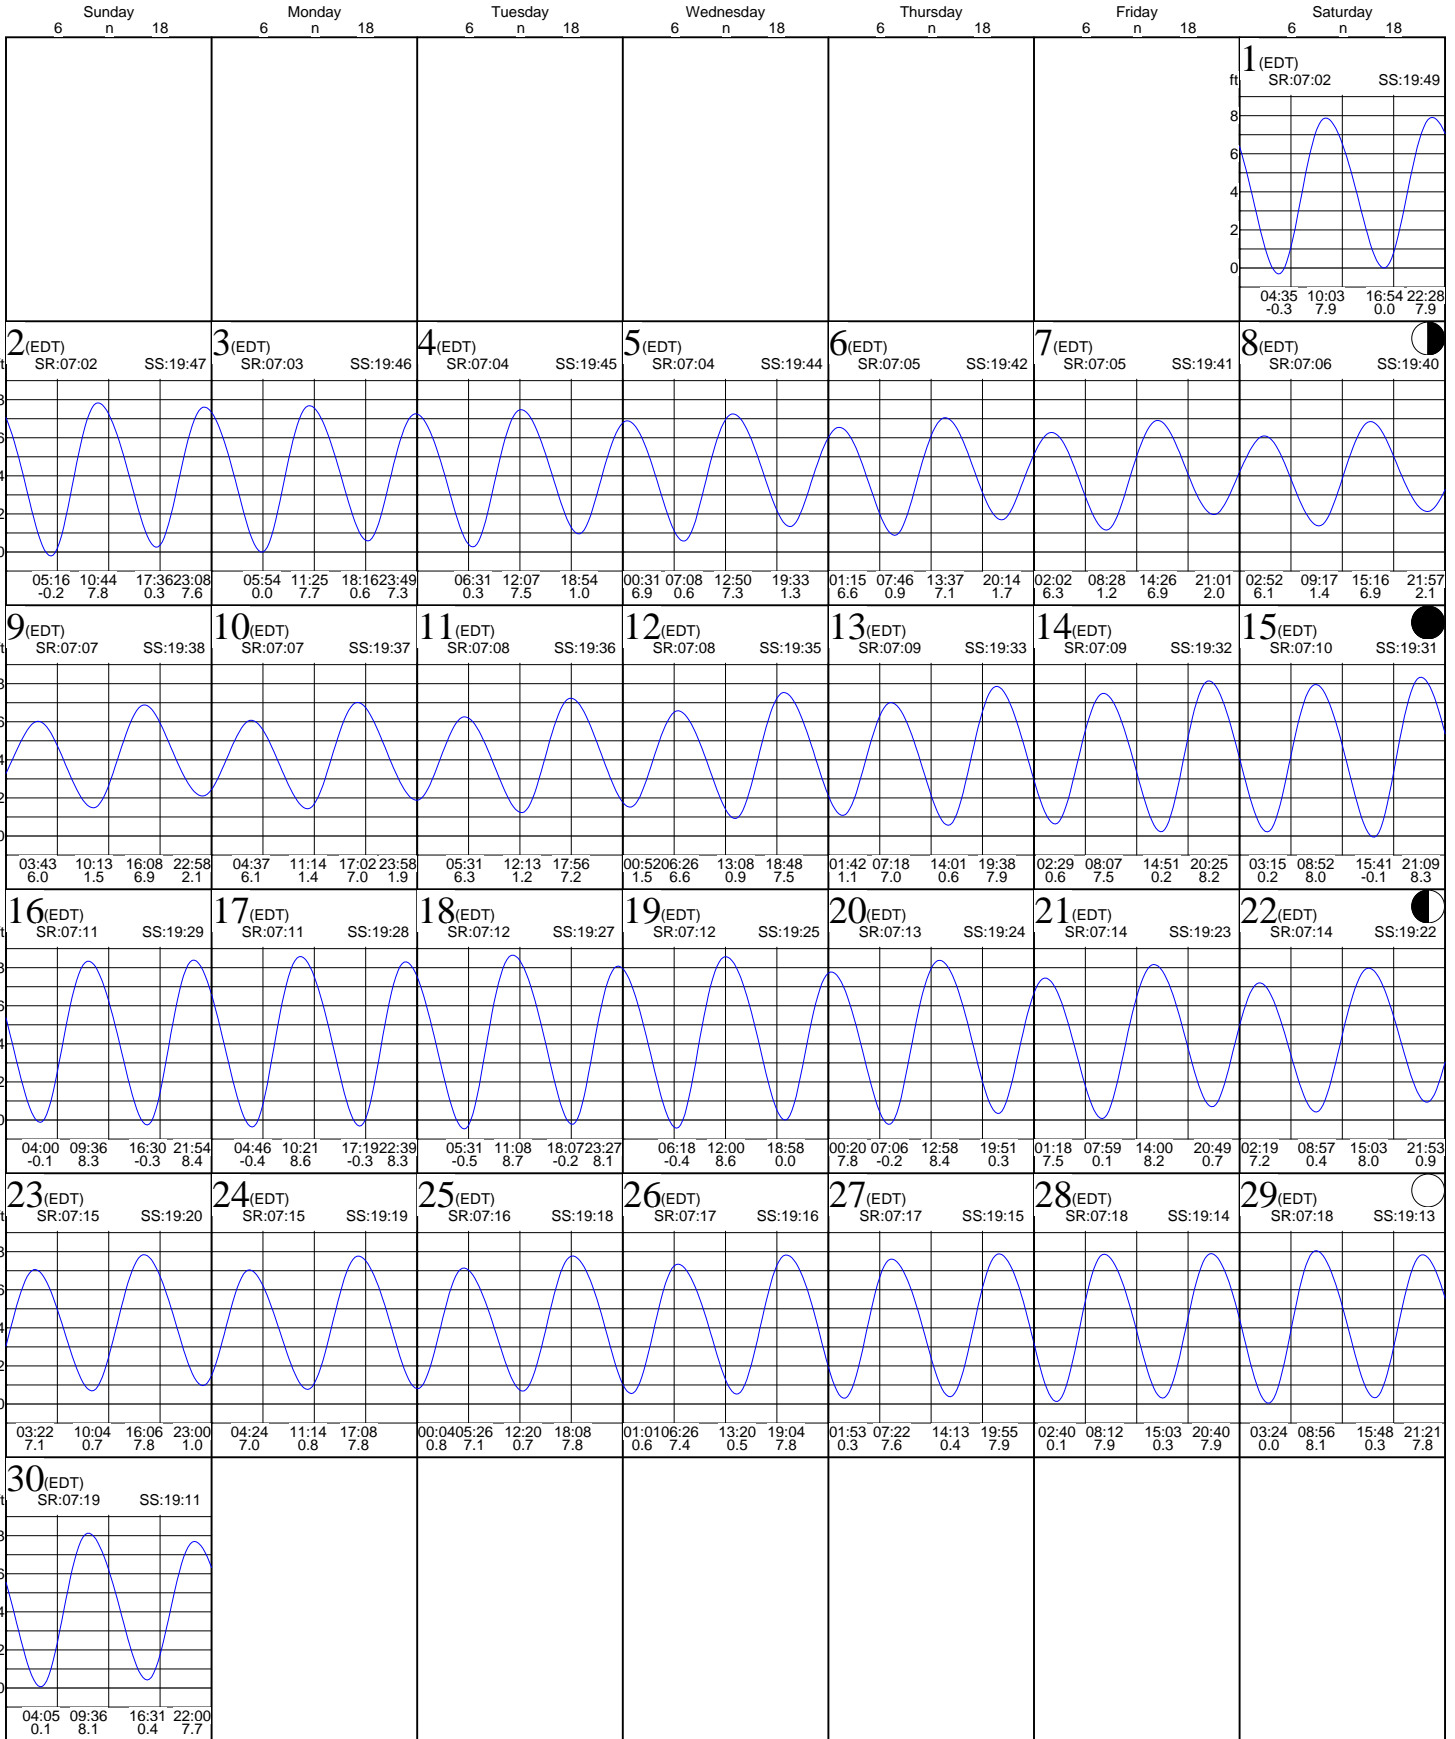 Sunday Monday Tuesday Wednesday Thursday Friday Saturday
6 n 18 6 n 18 6 n 18 6 n 18 6 n 18 6 n 18 6 n 18
1(EDT)
ft SR:07:02 SS:19:49
8
6
4
2
0
04:35 10:03 16:54 22:28
-0.3 7.9 0.0 7.9
2(EDT) 3(EDT) 4(EDT) 5(EDT) 6(EDT) 7(EDT) 8(EDT)
ft SR:07:02 SS:19:47 SR:07:03 SS:19:46 SR:07:04 SS:19:45 SR:07:04 SS:19:44 SR:07:05 SS:19:42 SR:07:05 SS:19:41 SR:07:06 SS:19:40
8
6
4
2
0
05:16 10:44 17:36 23:08 05:54 11:25 18:16 23:49 06:31 12:07 18:54 00:31 07:08 12:50 19:33 01:15 07:46 13:37 20:14 02:02 08:28 14:26 21:01 02:52 09:17 15:16 21:57
-0.2 7.8 0.3 7.6 0.0 7.7 0.6 7.3 0.3 7.5 1.0 6.9 0.6 7.3 1.3 6.6 0.9 7.1 1.7 6.3 1.2 6.9 2.0 6.1 1.4 6.9 2.1
9(EDT) 10(EDT) 11(EDT) 12(EDT) 13(EDT) 14(EDT) 15(EDT)
ft SR:07:07 SS:19:38 SR:07:07 SS:19:37 SR:07:08 SS:19:36 SR:07:08 SS:19:35 SR:07:09 SS:19:33 SR:07:09 SS:19:32 SR:07:10 SS:19:31
8
6
4
2
0
03:43 10:13 16:08 22:58 04:37 11:14 17:02 23:58 05:31 12:13 17:56 00:52 06:26 13:08 18:48 01:42 07:18 14:01 19:38 02:29 08:07 14:51 20:25 03:15 08:52 15:41 21:09
6.0 1.5 6.9 2.1 6.1 1.4 7.0 1.9 6.3 1.2 7.2 1.5 6.6 0.9 7.5 1.1 7.0 0.6 7.9 0.6 7.5 0.2 8.2 0.2 8.0 -0.1 8.3
16(EDT) 17(EDT) 18(EDT) 19(EDT) 20(EDT) 21(EDT) 22(EDT)
ft SR:07:11 SS:19:29 SR:07:11 SS:19:28 SR:07:12 SS:19:27 SR:07:12 SS:19:25 SR:07:13 SS:19:24 SR:07:14 SS:19:23 SR:07:14 SS:19:22
8
6
4
2
0
04:00 09:36 16:30 21:54 04:46 10:21 17:19 22:39 05:31 11:08 18:07 23:27 06:18 12:00 18:58 00:20 07:06 12:58 19:51 01:18 07:59 14:00 20:49 02:19 08:57 15:03 21:53
-0.1 8.3 -0.3 8.4 -0.4 8.6 -0.3 8.3 -0.5 8.7 -0.2 8.1 -0.4 8.6 0.0 7.8 -0.2 8.4 0.3 7.5 0.1 8.2 0.7 7.2 0.4 8.0 0.9
23(EDT) 24(EDT) 25(EDT) 26(EDT) 27(EDT) 28(EDT) 29(EDT)
ft SR:07:15 SS:19:20 SR:07:15 SS:19:19 SR:07:16 SS:19:18 SR:07:17 SS:19:16 SR:07:17 SS:19:15 SR:07:18 SS:19:14 SR:07:18 SS:19:13
8
6
4
2
0
03:22 10:04 16:06 23:00 04:24 11:14 17:08 00:04 05:26 12:20 18:08 01:01 06:26 13:20 19:04 01:53 07:22 14:13 19:55 02:40 08:12 15:03 20:40 03:24 08:56 15:48 21:21
7.1 0.7 7.8 1.0 7.0 0.8 7.8 0.8 7.1 0.7 7.8 0.6 7.4 0.5 7.8 0.3 7.6 0.4 7.9 0.1 7.9 0.3 7.9 0.0 8.1 0.3 7.8
30(EDT)
ft SR:07:19 SS:19:11
8
6
4
2
0
04:05 09:36 16:31 22:00
0.1 8.1 0.4 7.7